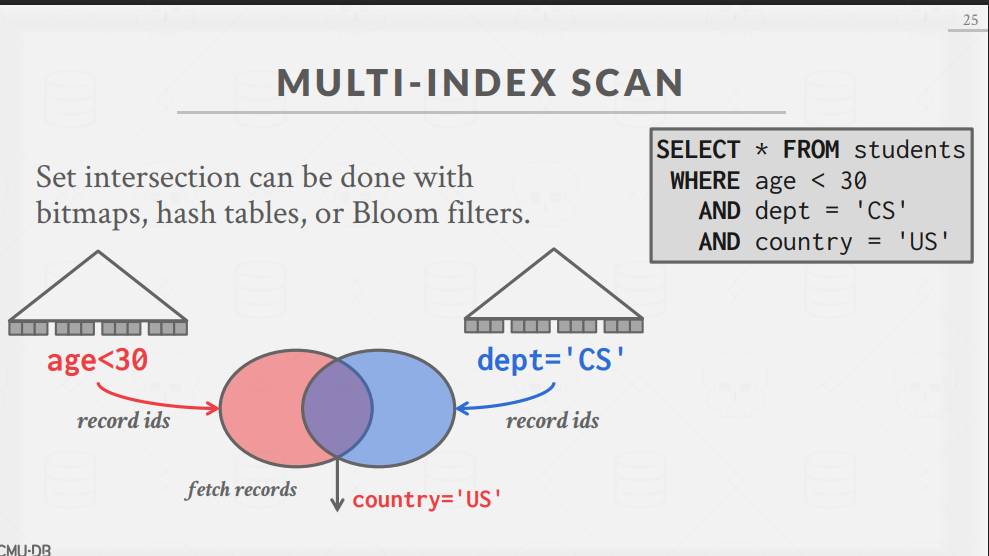 25
MULTI-INDEX SCAN
Set intersection can be done with
bitmaps, hash tables, or Bloom filters.
SELECT * FROM students
WHERE age < 30
AND dept = 'CS'
AND country = 'US'
age<30
dept='CS'
record ids
record ids
fetch records
country='US'
CMU·DB